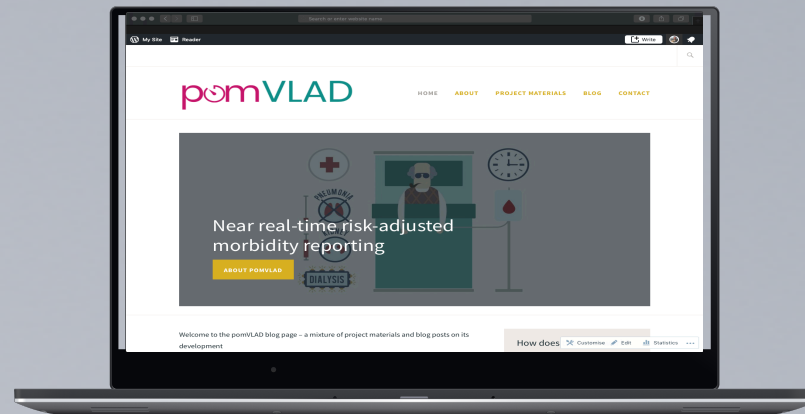 Search or enter website name
My Site Reader Write
pomVLAD
HOME ABOUT PROJECT MATERIALS BLOG CONTACT
PNEUMONIA
KIDNEY
Near real-time risk-adjusted
morbidity reporting
ABOUT POMVLAD
DIALYSIS
Welcome to the pomVLAD blog page – a mixture of project materials and blog posts on its
development
How does
Customise Edit Statistics ...